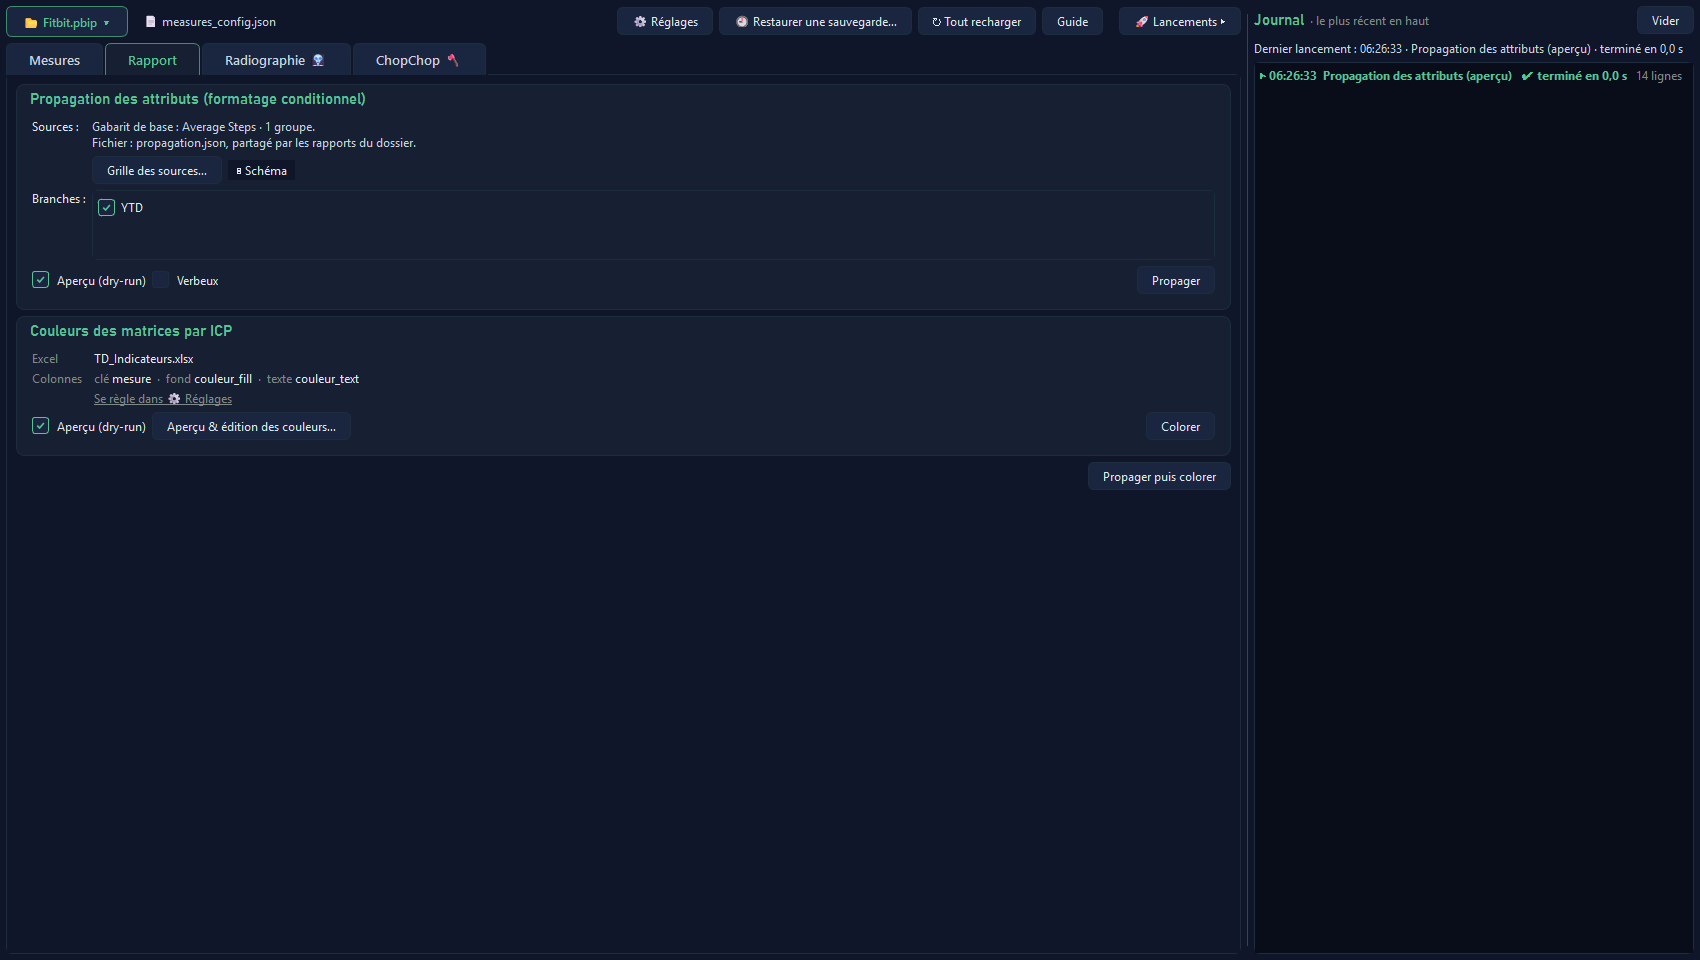 Fitbit.pbip
measures_config.json
Réglages
Restaurer une sauvegarde...
Tout recharger
Guide
Lancements
Mesures
Rapport
Radiographie
ChopChop
Propagation des attributs (formatage conditionnel)
Sources : Gabarit de base : Average Steps · 1 groupe.
Fichier : propagation.json, partagé par les rapports du dossier.
Grille des sources...
Schéma
Branches :
YTD
Aperçu (dry-run)
Verbeux
Propager
Couleurs des matrices par ICP
Excel TD_Indicateurs.xlsx
Colonnes clé mesure · fond couleur_fill · texte couleur_text
Se règle dans Réglages
Aperçu (dry-run)
Aperçu & édition des couleurs...
Colorer
Propager puis colorer
Journal · le plus récent en haut
Vider
Dernier lancement : 06:26:33 · Propagation des attributs (aperçu) · terminé en 0,0 s
06:26:33 Propagation des attributs (aperçu) ✔ terminé en 0,0 s 14 lignes